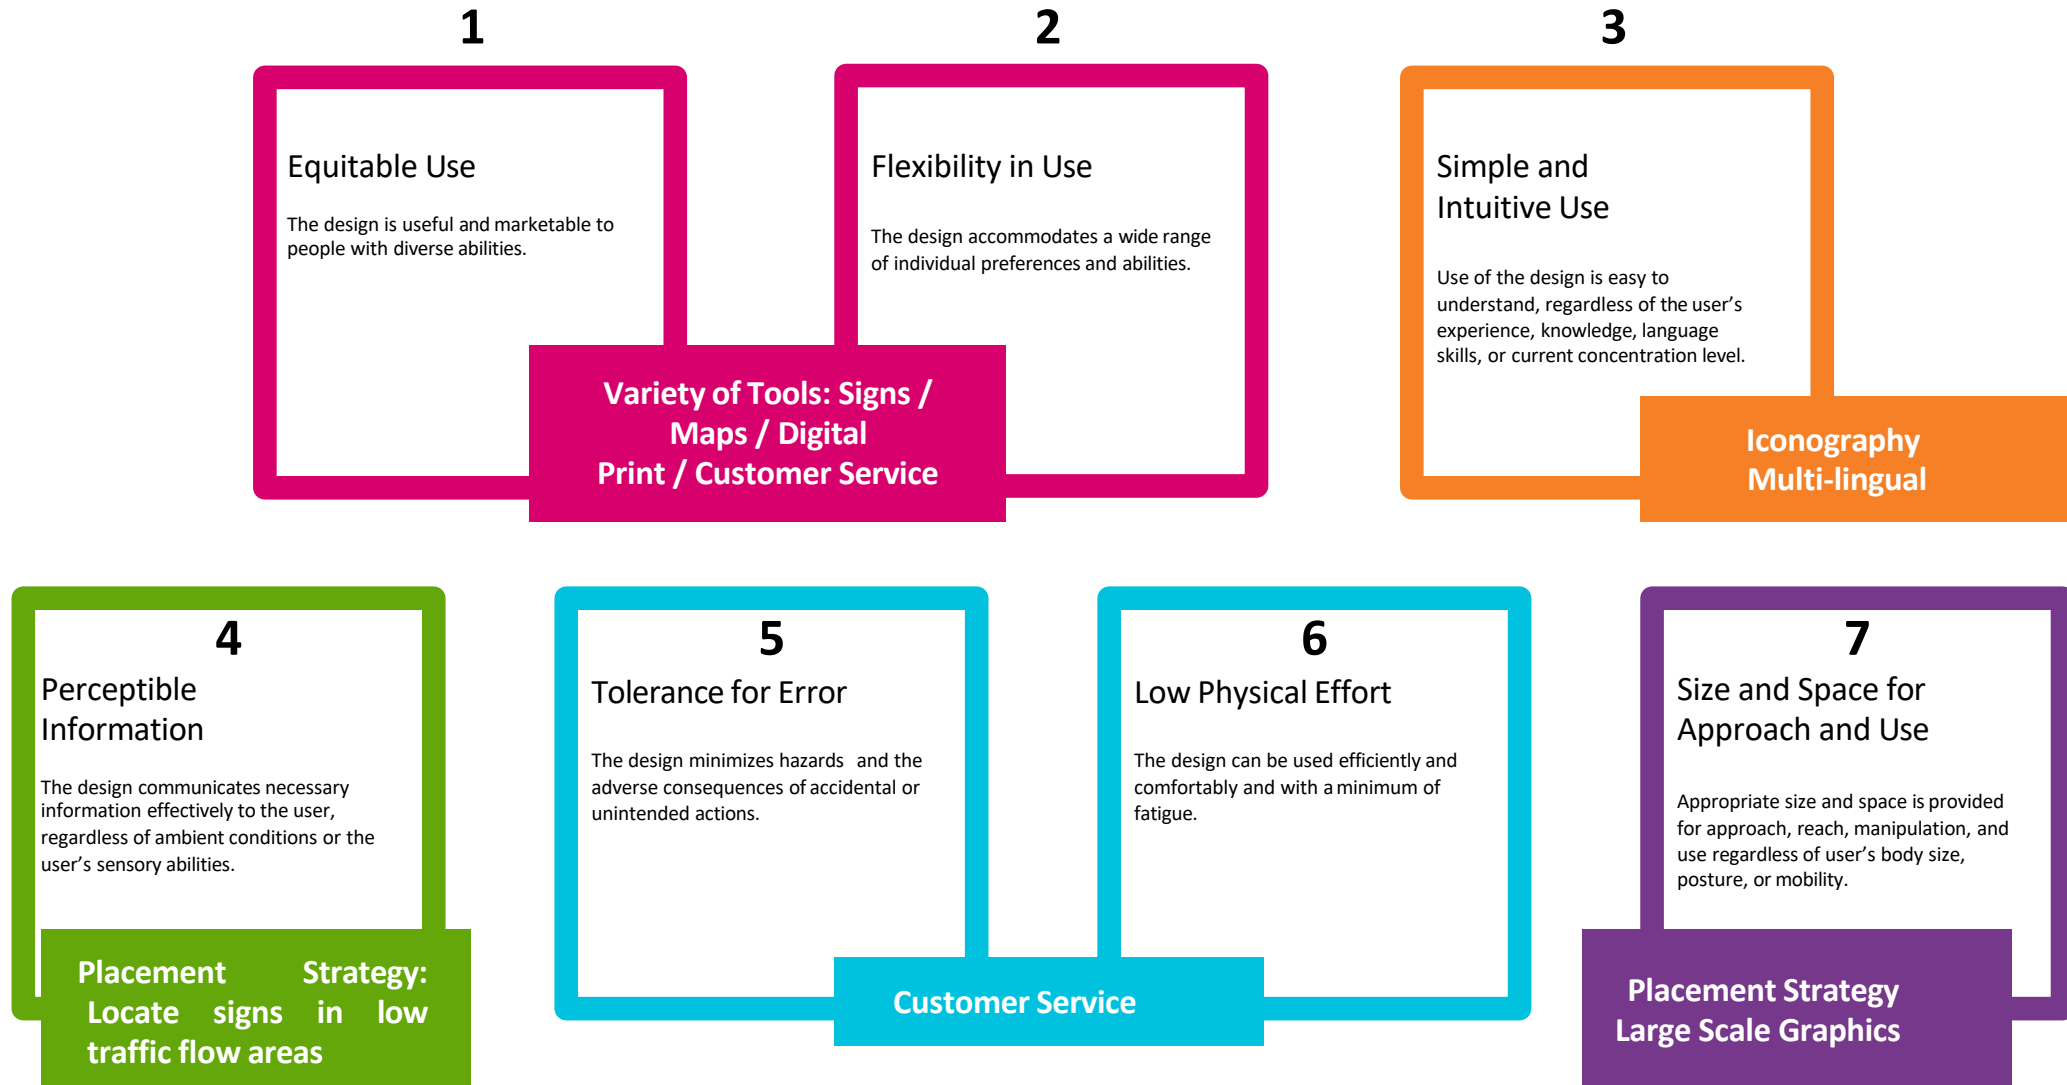 1
Equitable Use
The design is useful and marketable to
people with diverse abilities.
2
Flexibility in Use
The design accommodates a wide range
of individual preferences and abilities.
Variety of Tools: Signs /
Maps / Digital
Print / Customer Service
3
Simple and
Intuitive Use
Use of the design is easy to
understand, regardless of the user’s
experience, knowledge, language
skills, or current concentration level.
Iconography
Multi-lingual
4
Perceptible
Information
The design communicates necessary
information effectively to the user,
regardless of ambient conditions or the
user’s sensory abilities.
Placement Strategy:
Locate signs in low
traffic flow areas
5
Tolerance for Error
The design minimizes hazards and the
adverse consequences of accidental or
unintended actions.
6
Low Physical Effort
The design can be used efficiently and
comfortably and with a minimum of
fatigue.
Customer Service
7
Size and Space for
Approach and Use
Appropriate size and space is provided
for approach, reach, manipulation, and
use regardless of user’s body size,
posture, or mobility.
Placement Strategy
Large Scale Graphics